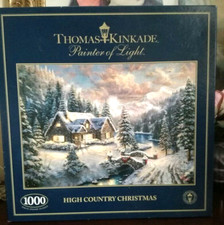 THOMAS KINKADE
Painter of Light
1000
HIGH COUNTRY CHRISTMAS